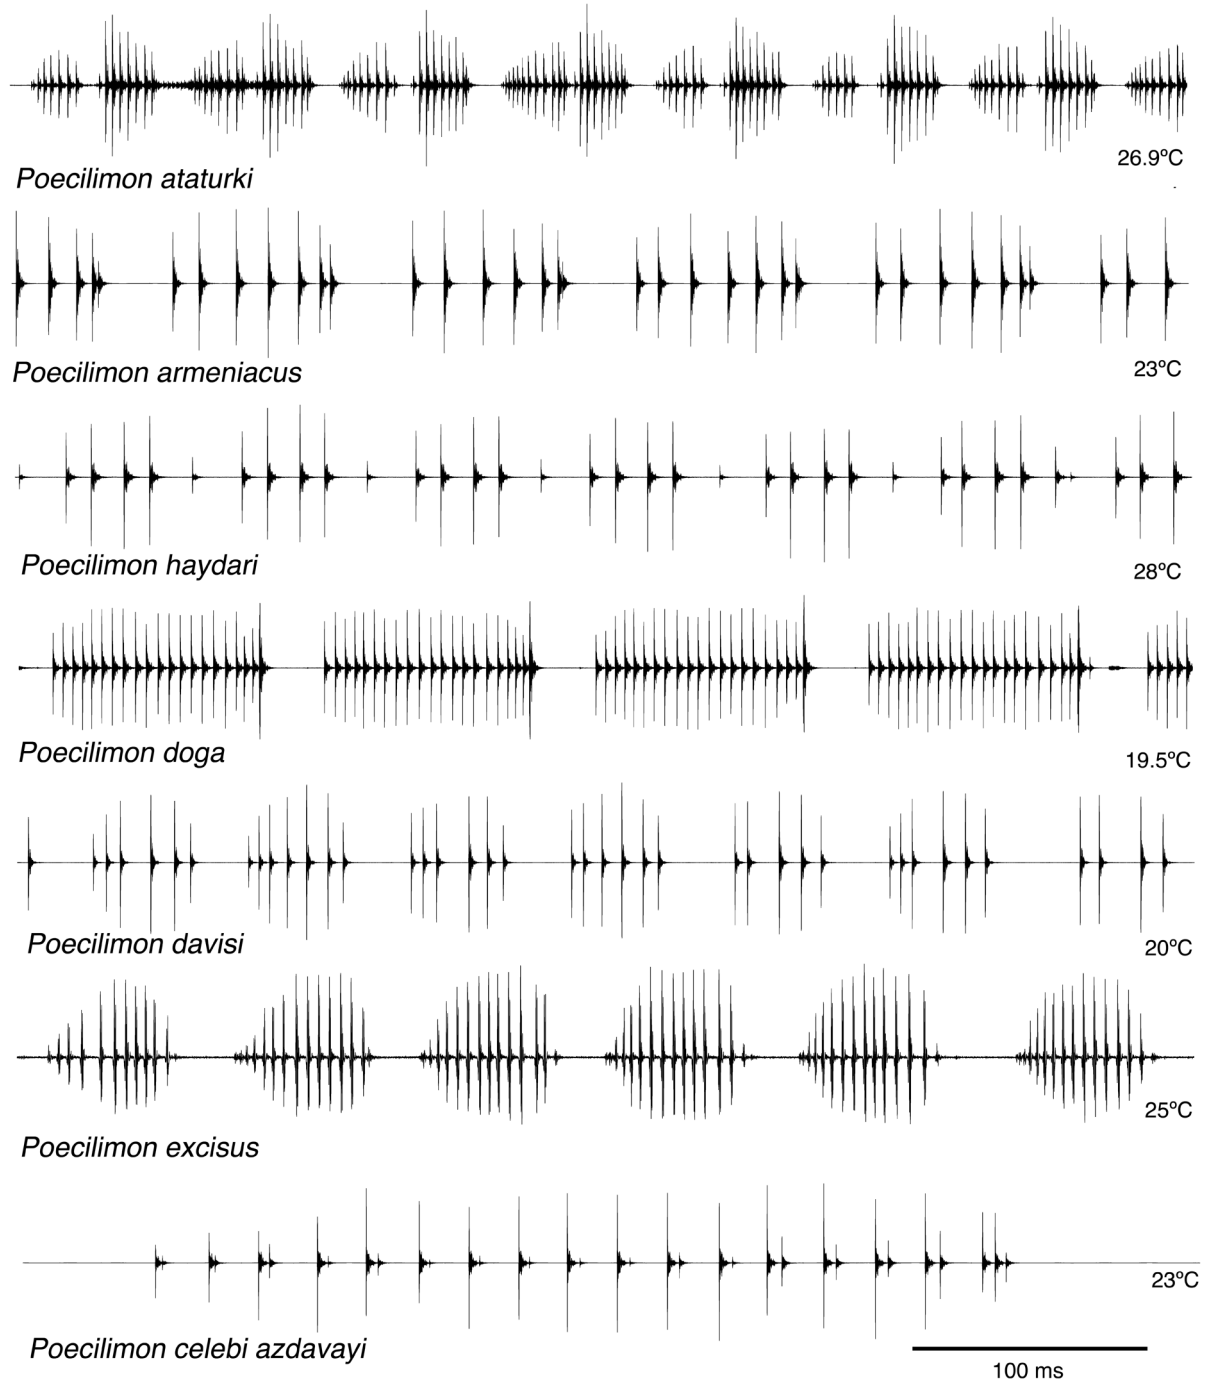 26.9ºC
Poecilimon ataturki
Poecilimon armeniacus
23ºC
Poecilimon haydari
28ºC
Poecilimon doga
19.5ºC
Poecilimon davisi
20ºC
25ºC
Poecilimon excisus
23ºC
Poecilimon celebi azdavayi
100 ms